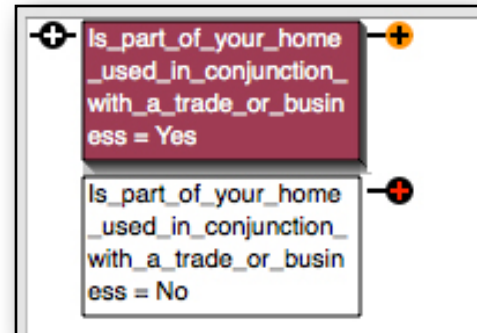 Is_part_of_your_home
_used_in_conjunction_
with_a_trade_or_busin
ess = Yes
Is_part_of_your_home
_used_in_conjunction_
with_a_trade_or_busin
ess = No